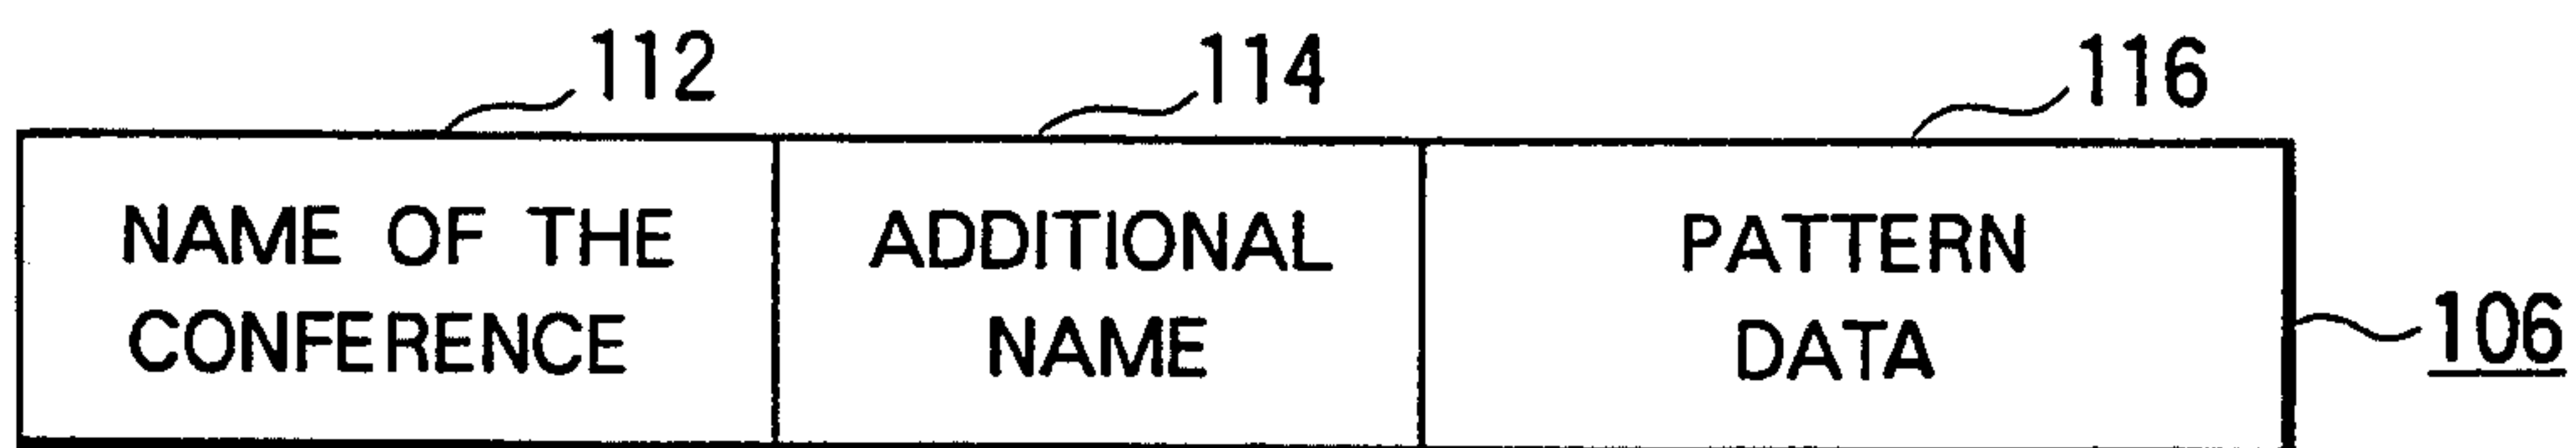 112 114 116
NAME OF THE ADDITIONAL PATTERN
CONFERENCE NAME DATA
106